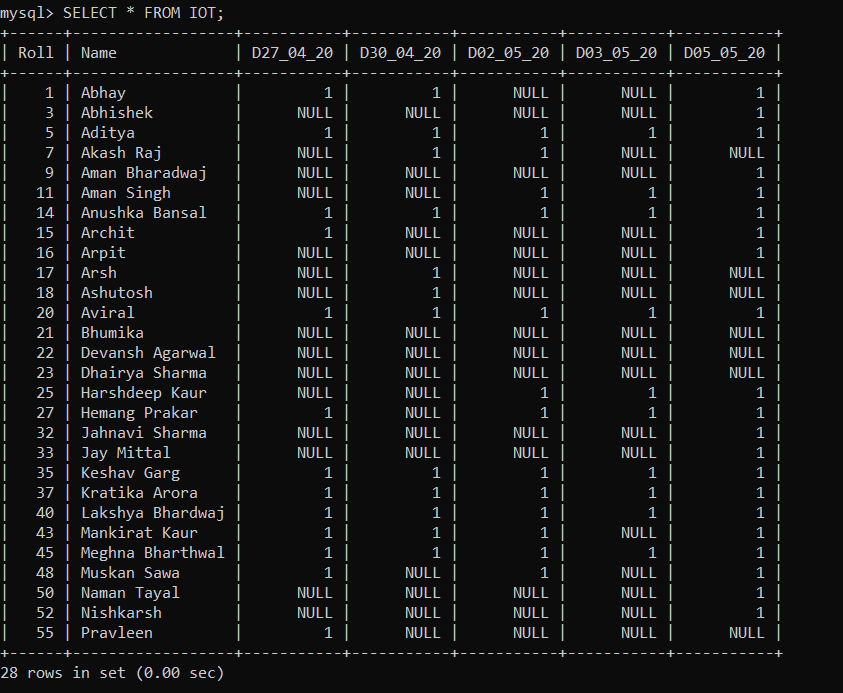 mysql> SELECT * FROM IOT;
+------+------------------+-----------+-----------+-----------+-----------+-----------+
| Roll | Name             | D27_04_20 | D30_04_20 | D02_05_20 | D03_05_20 | D05_05_20 |
+------+------------------+-----------+-----------+-----------+-----------+-----------+
|    1 | Abhay            |         1 |         1 |      NULL |      NULL |         1 |
|    3 | Abhishek         |      NULL |      NULL |      NULL |      NULL |         1 |
|    5 | Aditya           |         1 |         1 |         1 |         1 |         1 |
|    7 | Akash Raj        |      NULL |         1 |         1 |      NULL |      NULL |
|    9 | Aman Bharadwaj   |      NULL |      NULL |      NULL |      NULL |         1 |
|   11 | Aman Singh       |      NULL |      NULL |         1 |         1 |         1 |
|   14 | Anushka Bansal   |         1 |         1 |         1 |         1 |         1 |
|   15 | Archit           |         1 |      NULL |      NULL |      NULL |         1 |
|   16 | Arpit            |      NULL |      NULL |      NULL |      NULL |         1 |
|   17 | Arsh             |      NULL |         1 |      NULL |      NULL |      NULL |
|   18 | Ashutosh         |      NULL |         1 |      NULL |      NULL |      NULL |
|   20 | Aviral           |         1 |         1 |         1 |         1 |         1 |
|   21 | Bhumika          |      NULL |      NULL |      NULL |      NULL |      NULL |
|   22 | Devansh Agarwal  |      NULL |      NULL |      NULL |      NULL |      NULL |
|   23 | Dhairya Sharma   |      NULL |      NULL |      NULL |      NULL |      NULL |
|   25 | Harshdeep Kaur   |      NULL |      NULL |         1 |         1 |         1 |
|   27 | Hemang Prakar    |         1 |      NULL |         1 |         1 |         1 |
|   32 | Jahnavi Sharma   |      NULL |      NULL |      NULL |      NULL |         1 |
|   33 | Jay Mittal       |      NULL |      NULL |      NULL |      NULL |         1 |
|   35 | Keshav Garg      |         1 |         1 |         1 |         1 |         1 |
|   37 | Kratika Arora    |         1 |         1 |         1 |         1 |         1 |
|   40 | Lakshya Bhardwaj |         1 |         1 |         1 |         1 |         1 |
|   43 | Mankirat Kaur    |         1 |         1 |         1 |      NULL |         1 |
|   45 | Meghna Bharthwal |         1 |         1 |         1 |         1 |         1 |
|   48 | Muskan Sawa      |         1 |      NULL |         1 |      NULL |         1 |
|   50 | Naman Tayal      |      NULL |      NULL |      NULL |      NULL |         1 |
|   52 | Nishkarsh        |      NULL |      NULL |      NULL |      NULL |         1 |
|   55 | Pravleen         |         1 |      NULL |      NULL |      NULL |      NULL |
+------+------------------+-----------+-----------+-----------+-----------+-----------+
28 rows in set (0.00 sec)